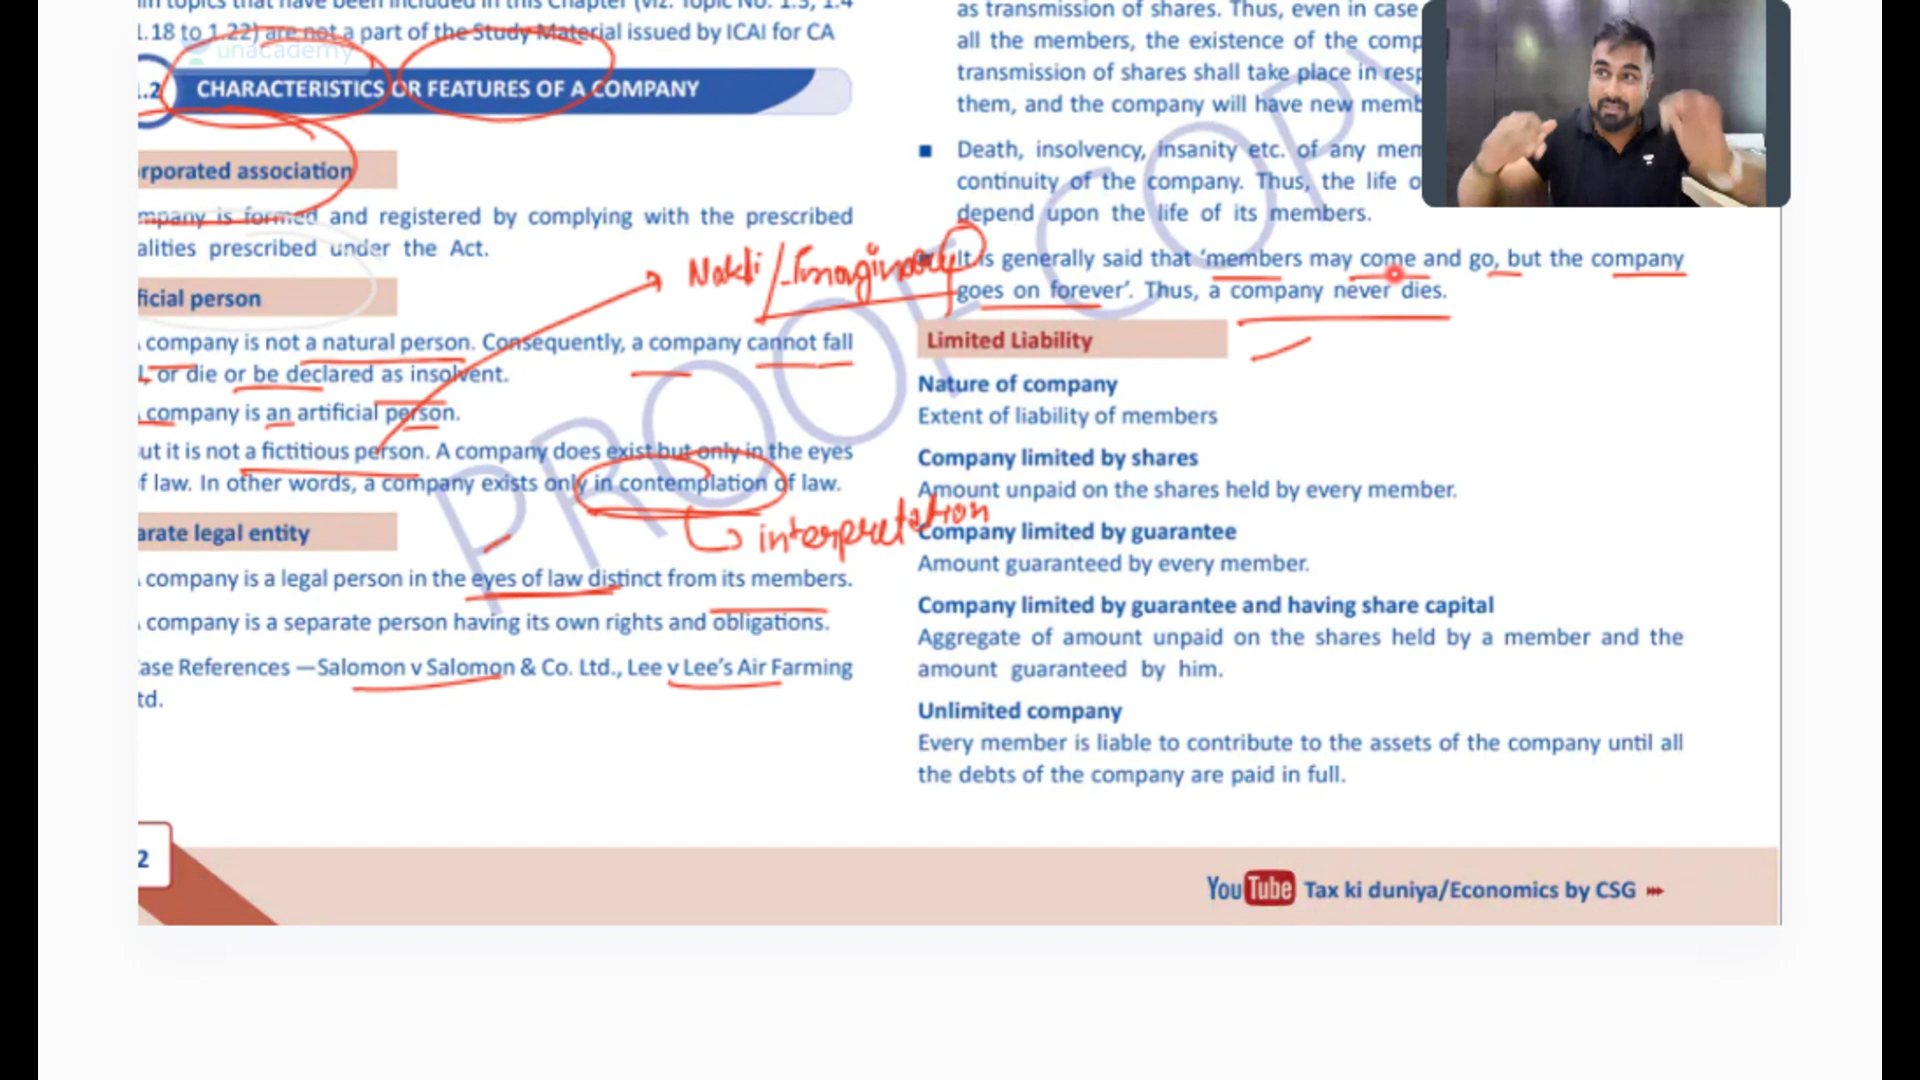 in topics that have been included in this Chapter (viz. Topic No. 1.3, 1.4
1.18 to 1.22) are not a part of the Study Material issued by ICAI for CA
unacademy
1.2 CHARACTERISTICS OR FEATURES OF A COMPANY
rporated association
mpany is formed and registered by complying with the prescribed
alities prescribed under the Act.
ficial person
company is not a natural person. Consequently, a company cannot fall
l, or die or be declared as insolvent.
company is an artificial person.
ut it is not a fictitious person. A company does exist but only in the eyes
f law. In other words, a company exists only in contemplation of law.
Nakli / Imaginary
interpretation
arate legal entity
company is a legal person in the eyes of law distinct from its members.
company is a separate person having its own rights and obligations.
ase References —Salomon v Salomon & Co. Ltd., Lee v Lee's Air Farming
td.
2
as transmission of shares. Thus, even in case
all the members, the existence of the comp
transmission of shares shall take place in resp
them, and the company will have new memb
■ Death, insolvency, insanity etc. of any mem
continuity of the company. Thus, the life o
depend upon the life of its members.
It is generally said that 'members may come and go, but the company
goes on forever'. Thus, a company never dies.
Limited Liability
Nature of company
Extent of liability of members
Company limited by shares
Amount unpaid on the shares held by every member.
Company limited by guarantee
Amount guaranteed by every member.
Company limited by guarantee and having share capital
Aggregate of amount unpaid on the shares held by a member and the
amount guaranteed by him.
Unlimited company
Every member is liable to contribute to the assets of the company until all
the debts of the company are paid in full.
PROOF COPY
YouTube Tax ki duniya/Economics by CSG